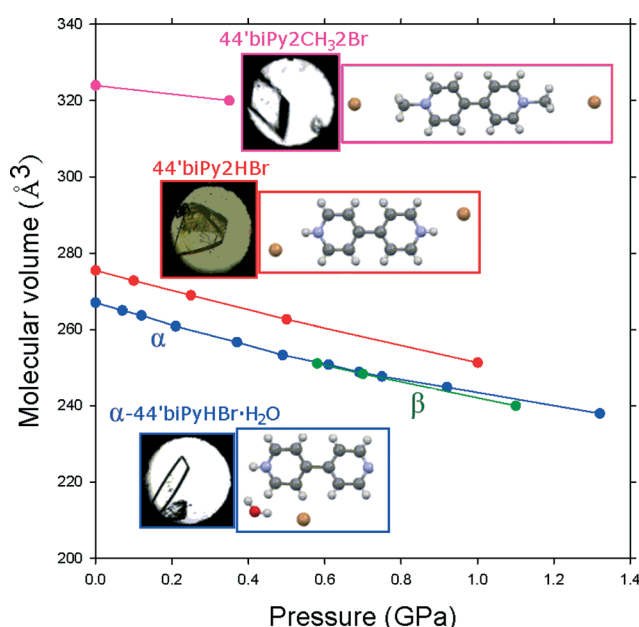 340
320
300
280
260
240
220
200
0.0
0.2
0.4
0.6
0.8
1.0
1.2
1.4
Molecular volume (Å³)
Pressure (GPa)
44'biPy2CH₃2Br
44'biPy2HBr
α
β
α-44'biPyHBr·H₂O